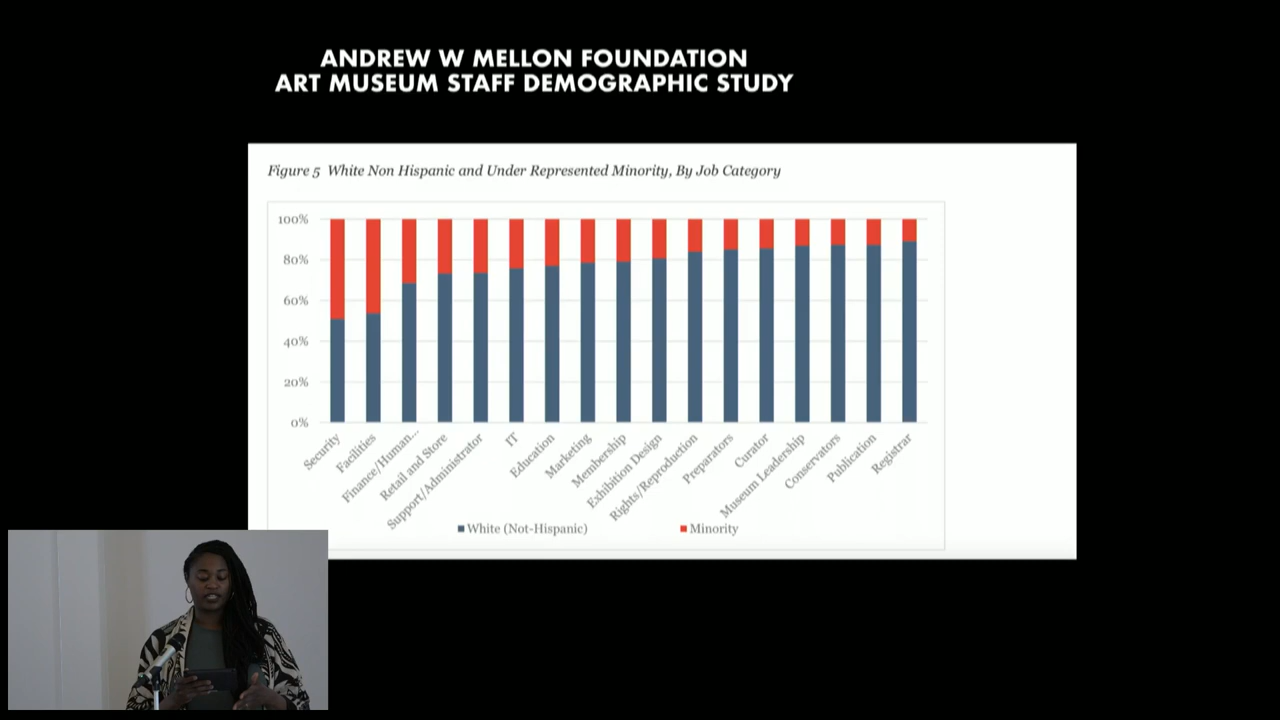 ANDREW W MELLON FOUNDATION
ART MUSEUM STAFF DEMOGRAPHIC STUDY
Figure 5 White Non Hispanic and Under Represented Minority, By Job Category
100%
80%
60%
40%
20%
0%
Security
Facilities
Finance/Human...
Retail and Store
Support/Administrator
IT
Education
Marketing
Membership
Exhibition Design
Rights/Reproduction
Preparators
Curator
Museum Leadership
Conservators
Publication
Registrar
White (Not-Hispanic)
Minority